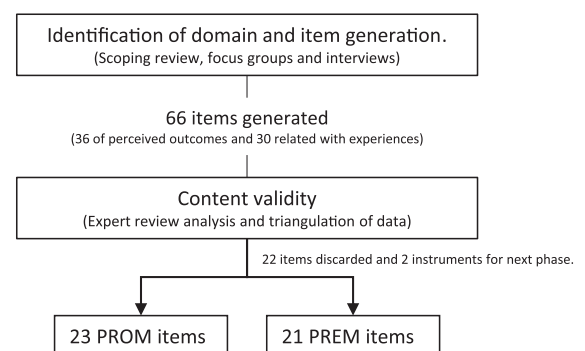 Identification of domain and item generation.
(Scoping review, focus groups and interviews)
66 items generated
(36 of perceived outcomes and 30 related with experiences)
Content validity
(Expert review analysis and triangulation of data)
22 items discarded and 2 instruments for next phase.
23 PROM items
21 PREM items